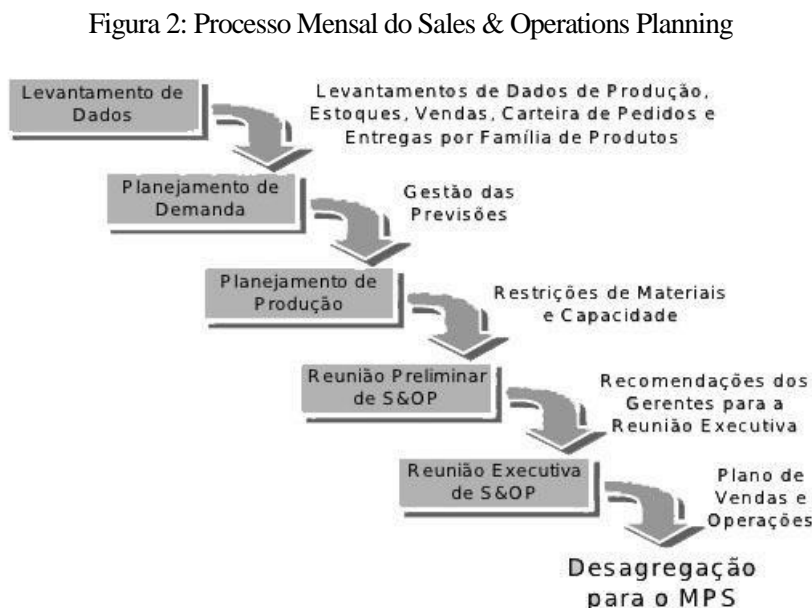 Figura 2: Processo Mensal do Sales & Operations Planning
Levantamento de
Dados
Levantamentos de Dados de Produção,
Estoques, Vendas, Carteira de Pedidos e
Entregas por Família de Produtos
Planejamento de
Demanda
Gestão das
Previsões
Planejamento de
Produção
Restrições de Materiais
e Capacidade
Reunião Preliminar
de S&OP
Recomendações dos
Gerentes para a
Reunião Executiva
Reunião Executiva
de S&OP
Plano de
Vendas e
Operações
Desagregação
para o MPS